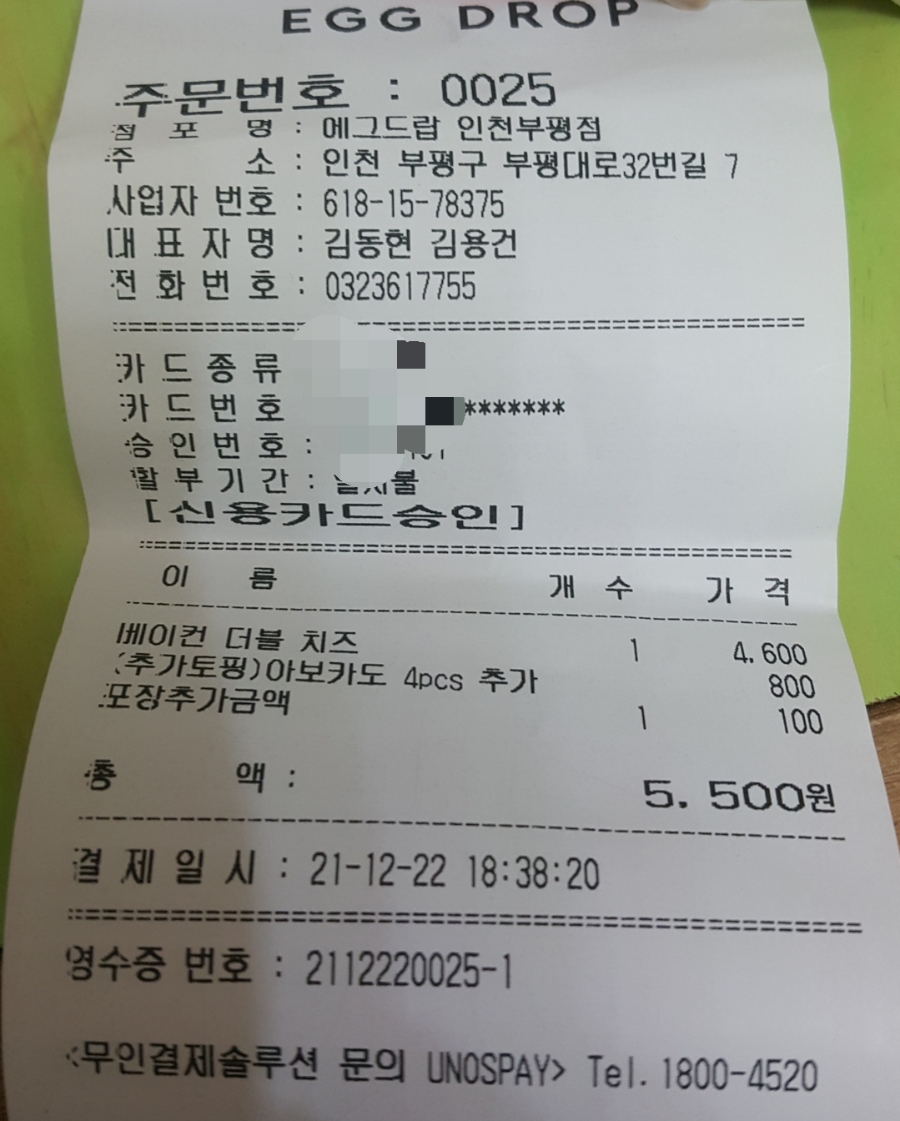 EGG DROP
주문번호 : 0025
점 포 명 : 에그드랍 인천부평점
주 소 : 인천 부평구 부평대로32번길 7
사업자 번호 : 618-15-78375
대 표 자 명 : 김동현 김용건
전 화 번 호 : 0323617755
카 드 종 류
카 드 번 호 *******
승 인 번 호 :
할 부 기 간 :
[신용카드승인]
이 름 개 수 가 격
베이컨 더블 치즈 1 4,600
(추가토핑)아보카도 4pcs 추가 800
포장추가금액 1 100
총 액 : 5,500원
결 제 일 시 : 21-12-22 18:38:20
영수증 번호 : 2112220025-1
<무인결제솔루션 문의 UNOSPAY> Tel.1800-4520